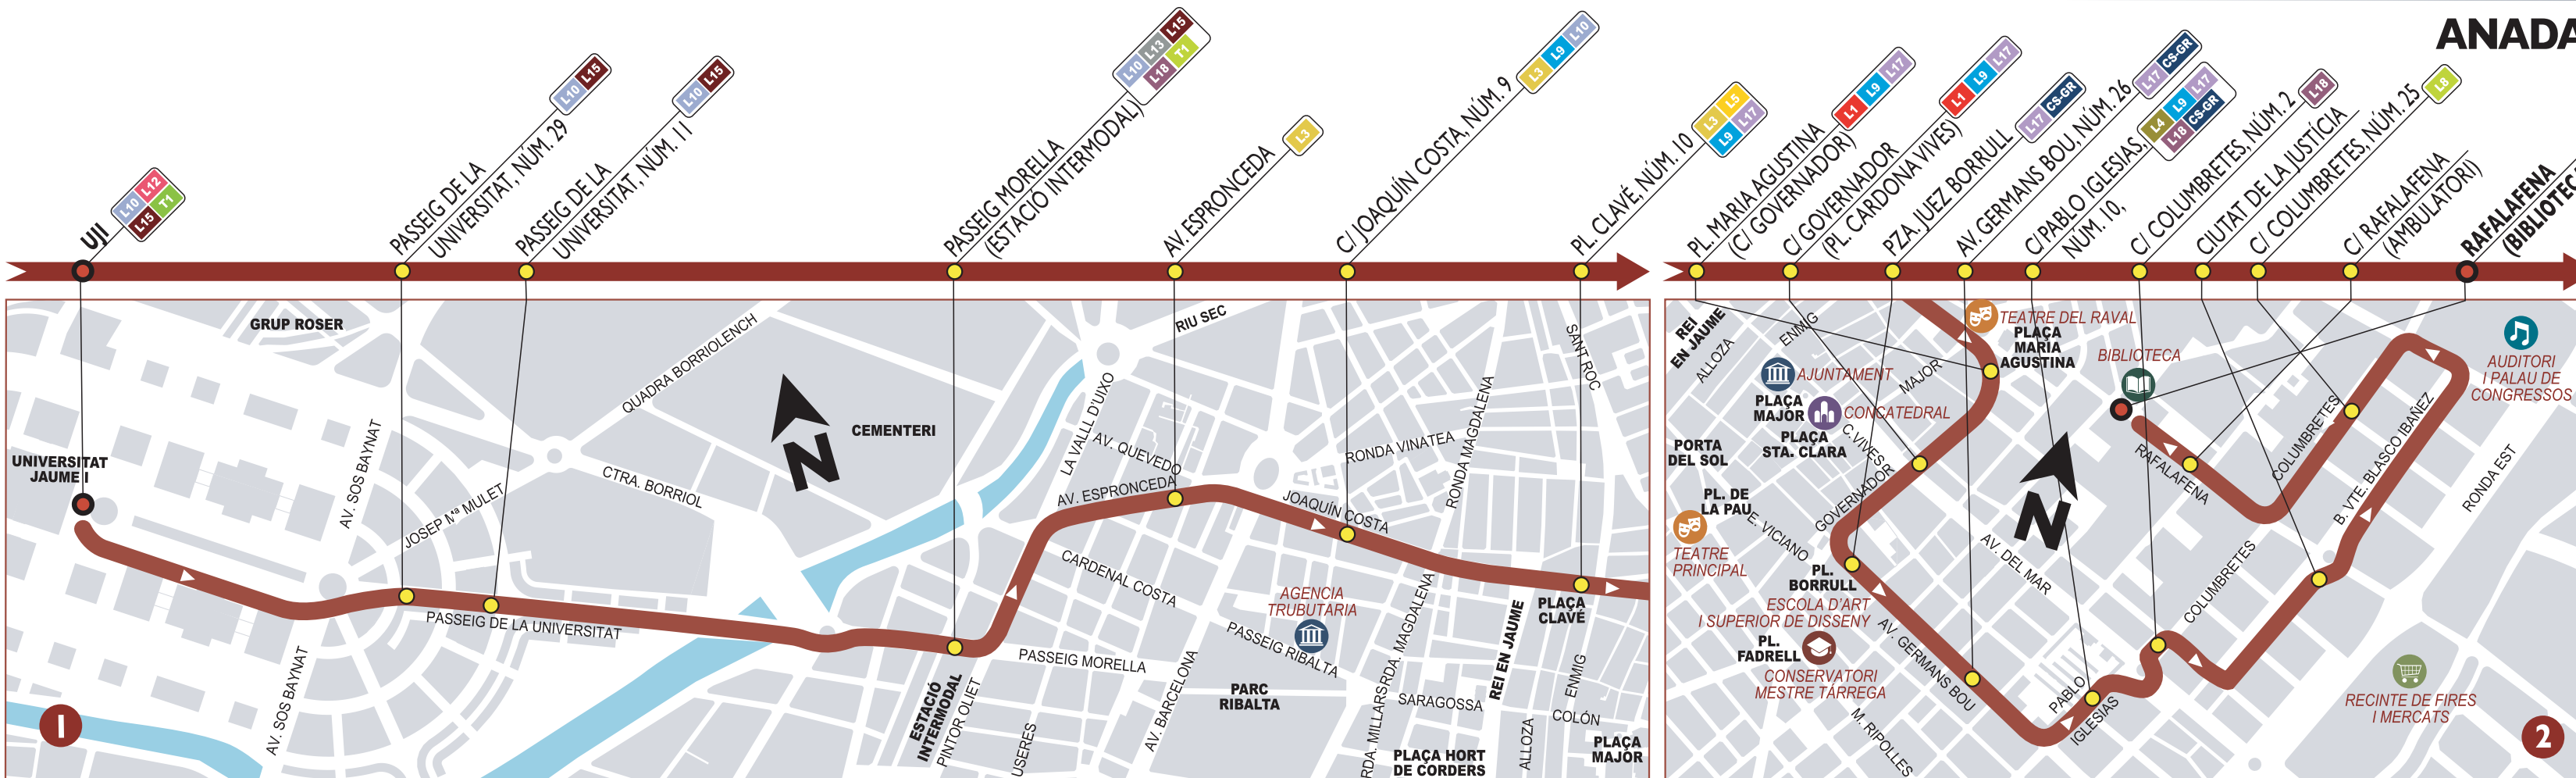 ANADA
UJI
L10 L12
L15 T1
PASSEIG DE LA
UNIVERSITAT, NÚM. 29
L10 L15
PASSEIG DE LA
UNIVERSITAT, NÚM. 11
L10 L15
PASSEIG MORELLA
(ESTACIÓ INTERMODAL)
L10 L13 L15
L18 T1
AV. ESPRONCEDA
L3
C/ JOAQUÍN COSTA, NÚM. 9
L3 L9 L10
PL. CLAVÉ, NÚM. 10
L3 L5
L9 L17
PL. MARIA AGUSTINA
(C/ GOVERNADOR)
L1 L9 L17
C/ GOVERNADOR
(PL. CARDONA VIVES)
L1 L9 L17
PZA. JUEZ BORRULL
L17 CS-GR
AV. GERMANS BOU, NÚM. 26
L17 CS-GR
C/PABLO IGLESIAS,
NÚM. 10,
L4 L9 L17
L18 CS-GR
C/ COLUMBRETES, NÚM. 2
L18
CIUTAT DE LA JUSTÍCIA
C/ COLUMBRETES, NÚM. 25
L8
C/ RAFALAFENA
(AMBULATORI)
RAFALAFENA
(BIBLIOTEC
GRUP ROSER
UNIVERSITAT
JAUME I
AV. SOS BAYNAT
JOSEP Mª MULET
QUADRA BORRIOLENCH
CTRA. BORRIOL
CEMENTERI
N
PASSEIG DE LA UNIVERSITAT
AV. SOS BAYNAT
1
RIU SEC
LA VALLL D'UIXO
AV. QUEVEDO
AV. ESPRONCEDA
CARDENAL COSTA
PASSEIG MORELLA
ESTACIÓ
INTERMODAL
PINTOR OLIET
USERES
AV. BARCELONA
PASSEIG RIBALTA
PARC
RIBALTA
AGENCIA
TRUBUTARIA
JOAQUÍN COSTA
RONDA VINATEA
RONDA MAGDALENA
SANT ROC
RDA. MAGDALENA
RDA. MILLARS
SARAGOSSA
REI EN JAUME
PLAÇA
CLAVÉ
ENMIG
COLÓN
ALLOZA
PLAÇA HORT
DE CORDERS
PLAÇA
MAJOR
REI
EN JAUME
ALLOZA
ENMIG
TEATRE DEL RAVAL
PLAÇA
MARIA
AGUSTINA
AJUNTAMENT
MAJOR
PLAÇA
MAJOR
CONCATEDRAL
PLAÇA
STA. CLARA
C.VIVES
PORTA
DEL SOL
PL. DE
LA PAU
E. VICIANO
GOVERNADOR
TEATRE
PRINCIPAL
PL.
BORRULL
ESCOLA D'ART
I SUPERIOR DE DISSENY
PL.
FADRELL
CONSERVATORI
MESTRE TÁRREGA
AV. GERMANS BOU
M. RIPOLLES
AV. DEL MAR
N
PABLO
IGLESIAS
BIBLIOTECA
RAFALAFENA
COLUMBRETES
COLUMBRETES
B. VTE. BLASCO IBAÑEZ
RONDA EST
AUDITORI
I PALAU DE
CONGRESSOS
RECINTE DE FIRES
I MERCATS
2